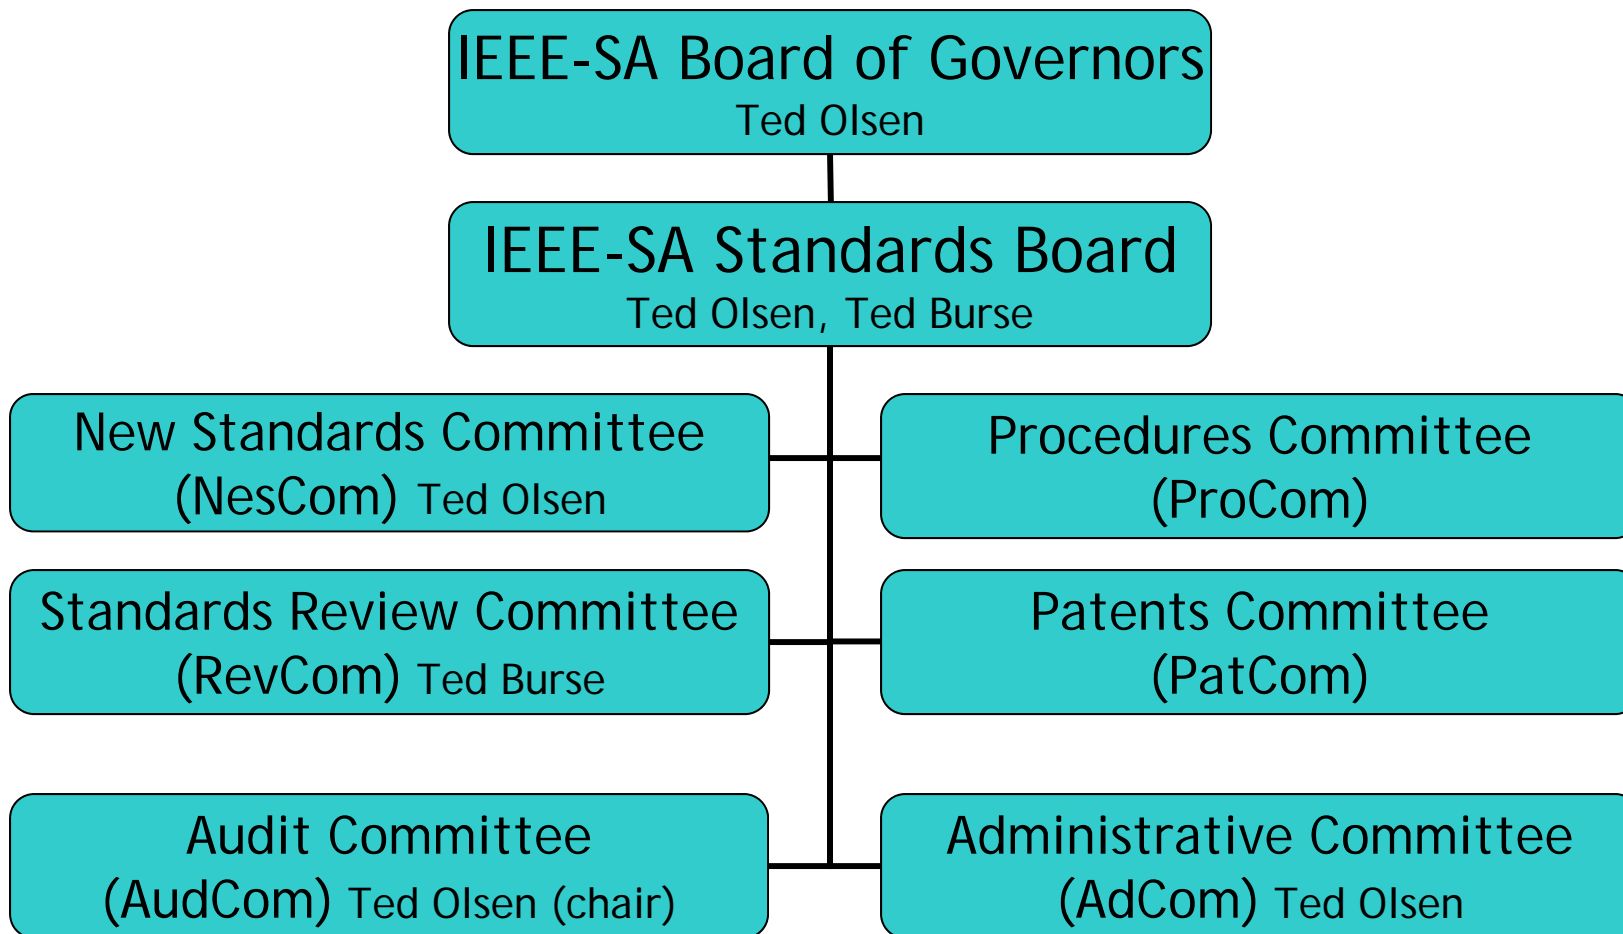 IEEE-SA Board of Governors
Ted Olsen
IEEE-SA Standards Board
Ted Olsen, Ted Burse
New Standards Committee
(NesCom) Ted Olsen
Procedures Committee
(ProCom)
Standards Review Committee
(RevCom) Ted Burse
Patents Committee
(PatCom)
Audit Committee
(AudCom) Ted Olsen (chair)
Administrative Committee
(AdCom) Ted Olsen